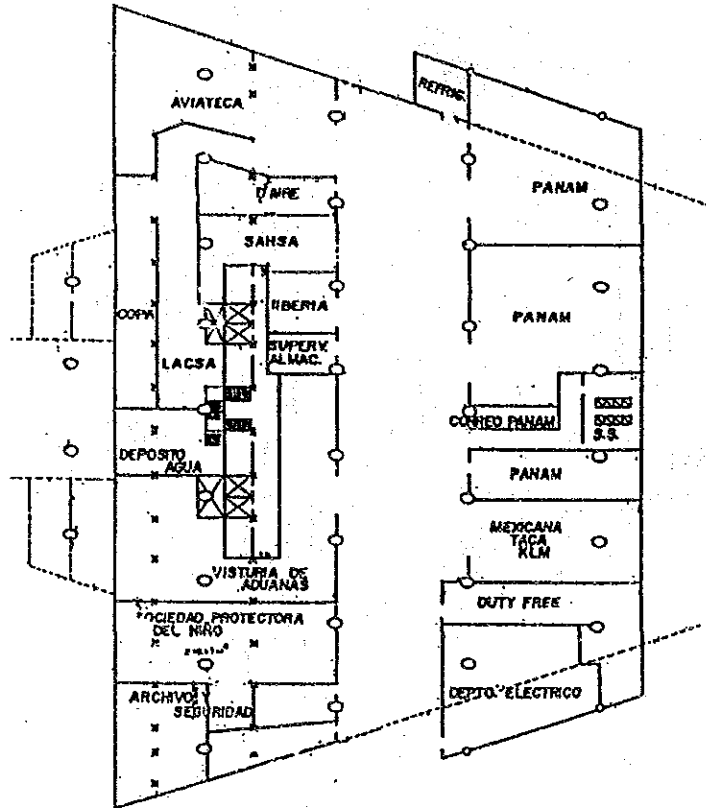 REFRIG.
AVIATECA
D'AIRE
PANAM
SAHSA
COPA
IBERIA
PANAM
SUPERV.
ALMAC.
LACSA
CORREO PANAM
S.S.
DEPOSITO
AGUA
PANAM
MEXICANA
TACA
KLM
VISTURIA DE
ADUANAS
DUTY FREE
SOCIEDAD PROTECTORA
DEL NIÑO
ARCHIVO Y
SEGURIDAD
DEPTO. ELECTRICO